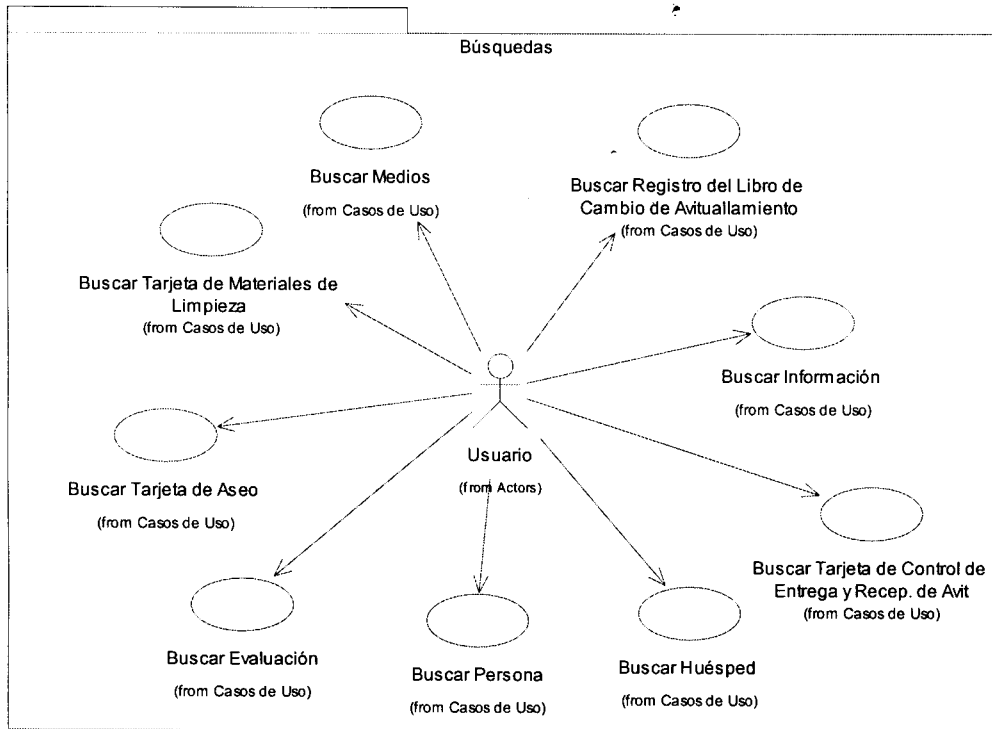 Búsquedas
Buscar Medios
(from Casos de Uso)
Buscar Registro del Libro de
Cambio de Avituallamiento
(from Casos de Uso)
Buscar Tarjeta de Materiales de
Limpieza
(from Casos de Uso)
Buscar Información
(from Casos de Uso)
Usuario
(from Actors)
Buscar Tarjeta de Aseo
(from Casos de Uso)
Buscar Tarjeta de Control de
Entrega y Recep. de Avit
(from Casos de Uso)
Buscar Evaluación
(from Casos de Uso)
Buscar Persona
(from Casos de Uso)
Buscar Huésped
(from Casos de Uso)